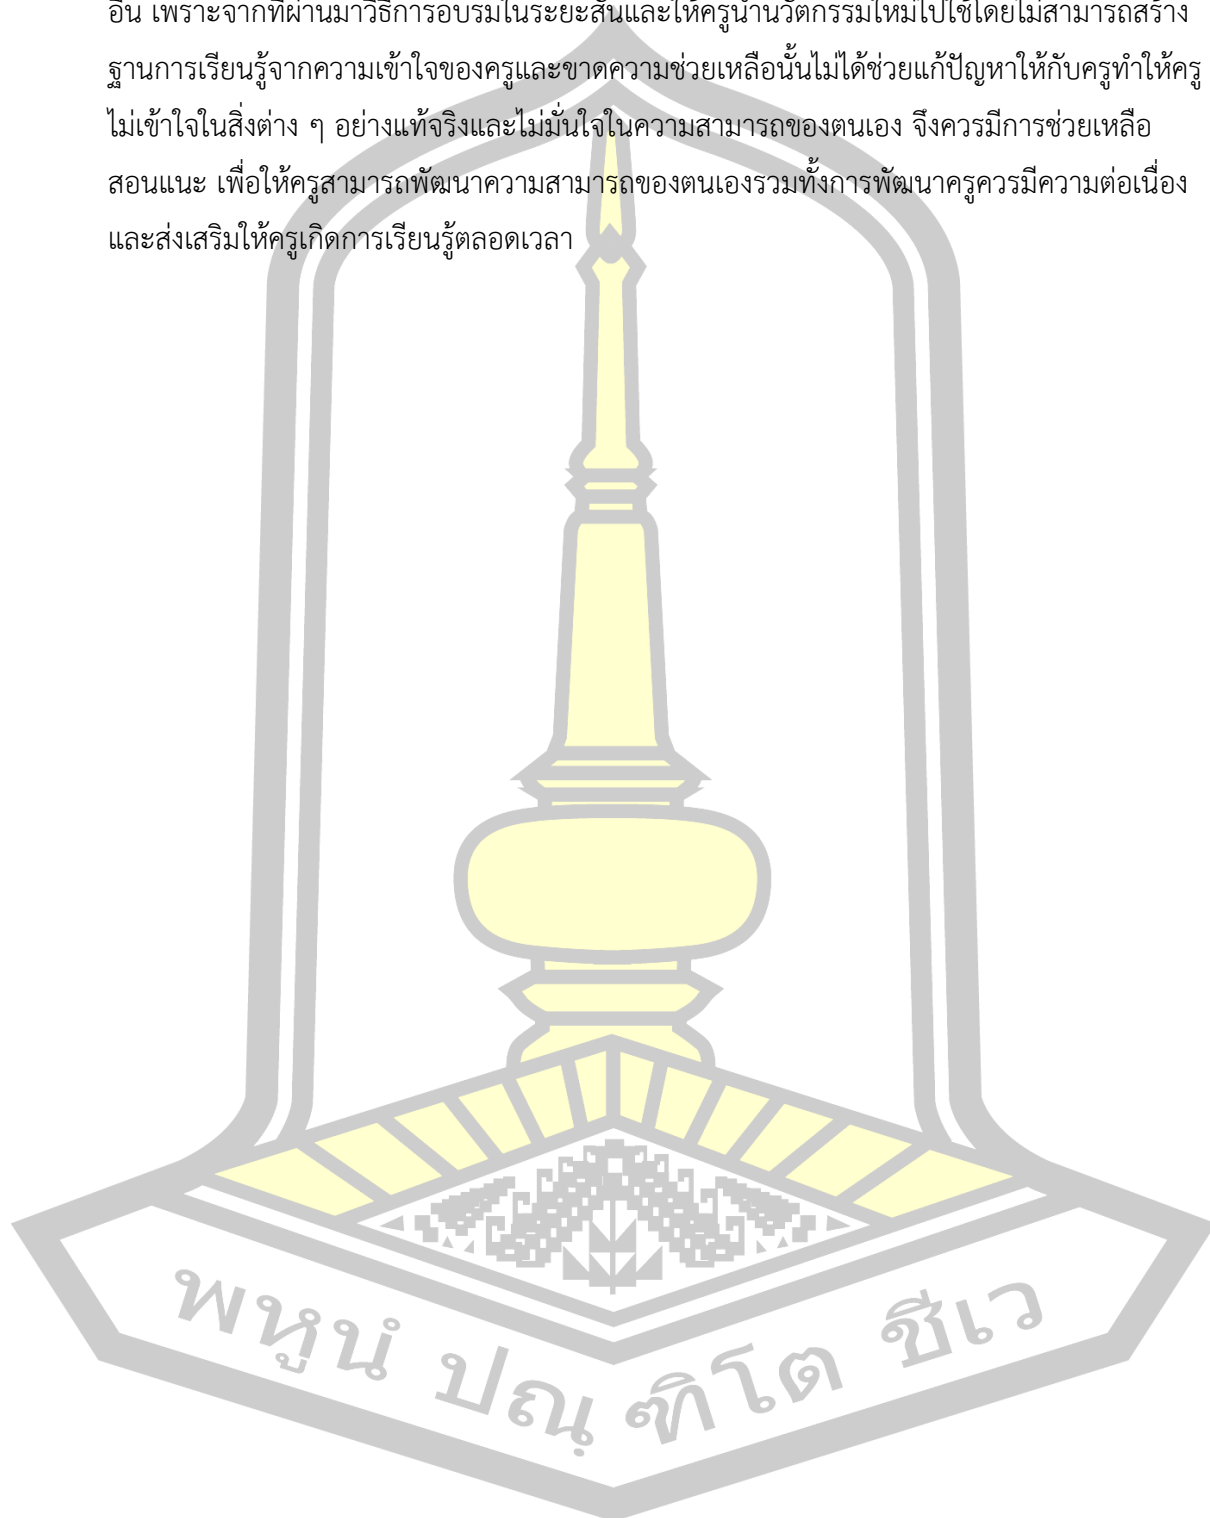 อื่น เพราะจากที่ผ่านมาวิธีการอบรมในระยะสั้นและให้ครูนำนวัตกรรมใหม่ไปใช้โดยไม่สามารถสร้าง
ฐานการเรียนรู้จากความเข้าใจของครูและขาดความช่วยเหลือนั้นไม่ได้ช่วยแก้ปัญหาให้กับครูทำให้ครู
ไม่เข้าใจในสิ่งต่าง ๆ อย่างแท้จริงและไม่มั่นใจในความสามารถของตนเอง จึงควรมีการช่วยเหลือ
สอนแนะ เพื่อให้ครูสามารถพัฒนาความสามารถของตนเองรวมทั้งการพัฒนาครูควรมีความต่อเนื่อง
และส่งเสริมให้ครูเกิดการเรียนรู้ตลอดเวลา
พหูนํ ปณฺฑิโต ชีเว